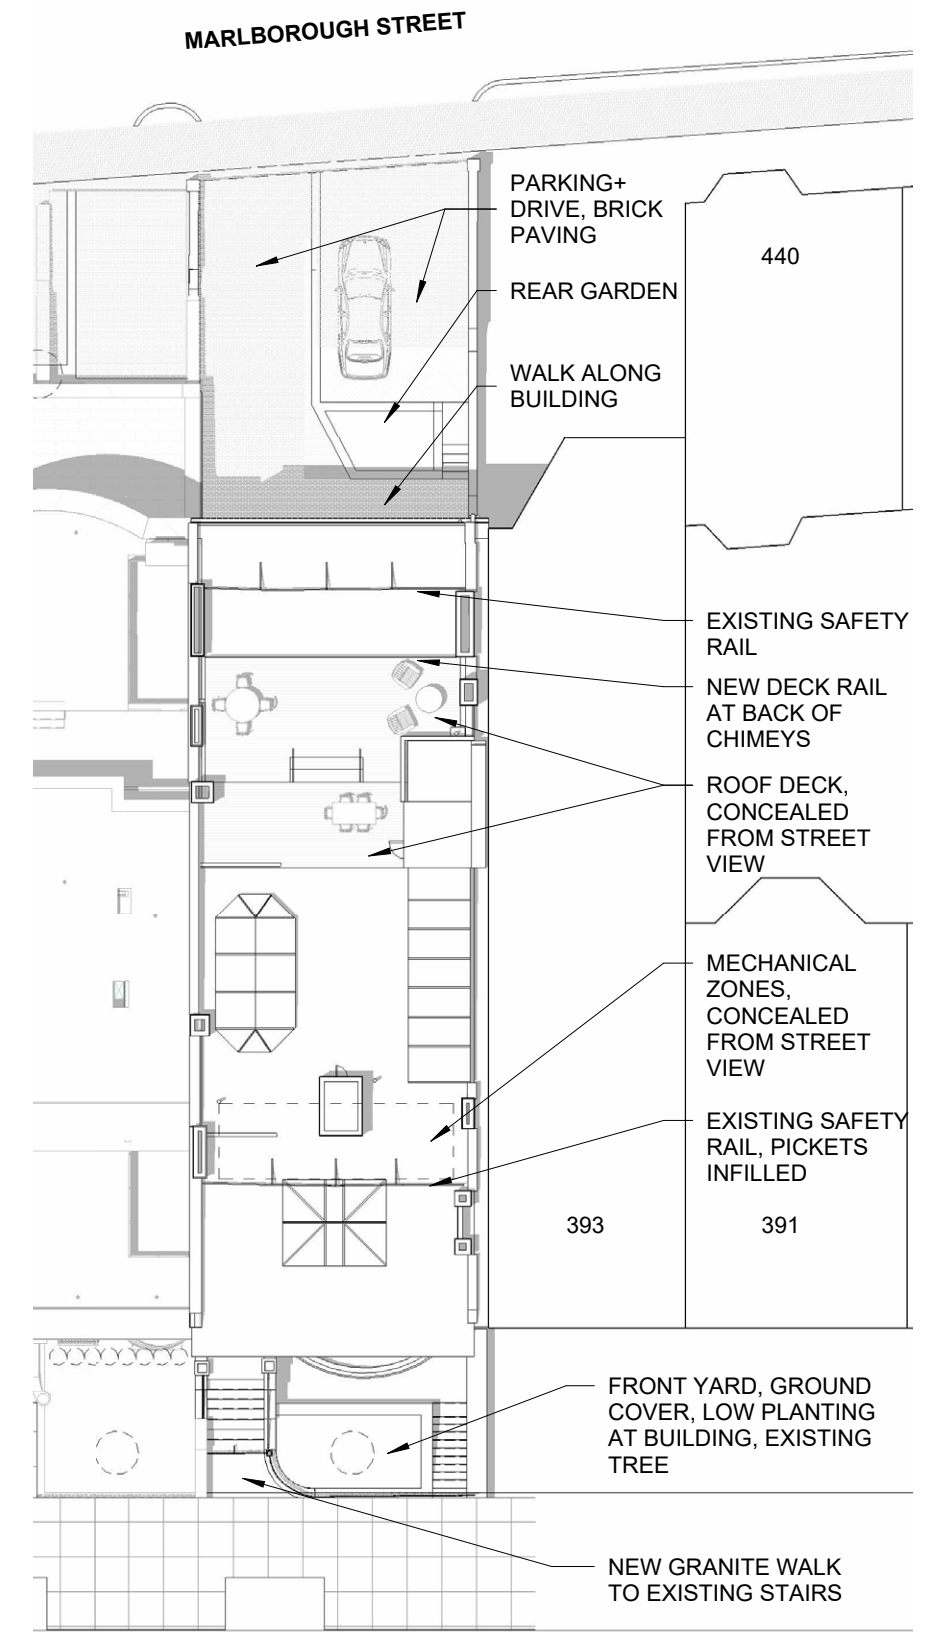 MARLBOROUGH STREET
PARKING+
DRIVE, BRICK
PAVING
440
REAR GARDEN
WALK ALONG
BUILDING
EXISTING SAFETY
RAIL
NEW DECK RAIL
AT BACK OF
CHIMEYS
ROOF DECK,
CONCEALED
FROM STREET
VIEW
MECHANICAL
ZONES,
CONCEALED
FROM STREET
VIEW
EXISTING SAFETY
RAIL, PICKETS
INFILLED
393
391
FRONT YARD, GROUND
COVER, LOW PLANTING
AT BUILDING, EXISTING
TREE
NEW GRANITE WALK
TO EXISTING STAIRS